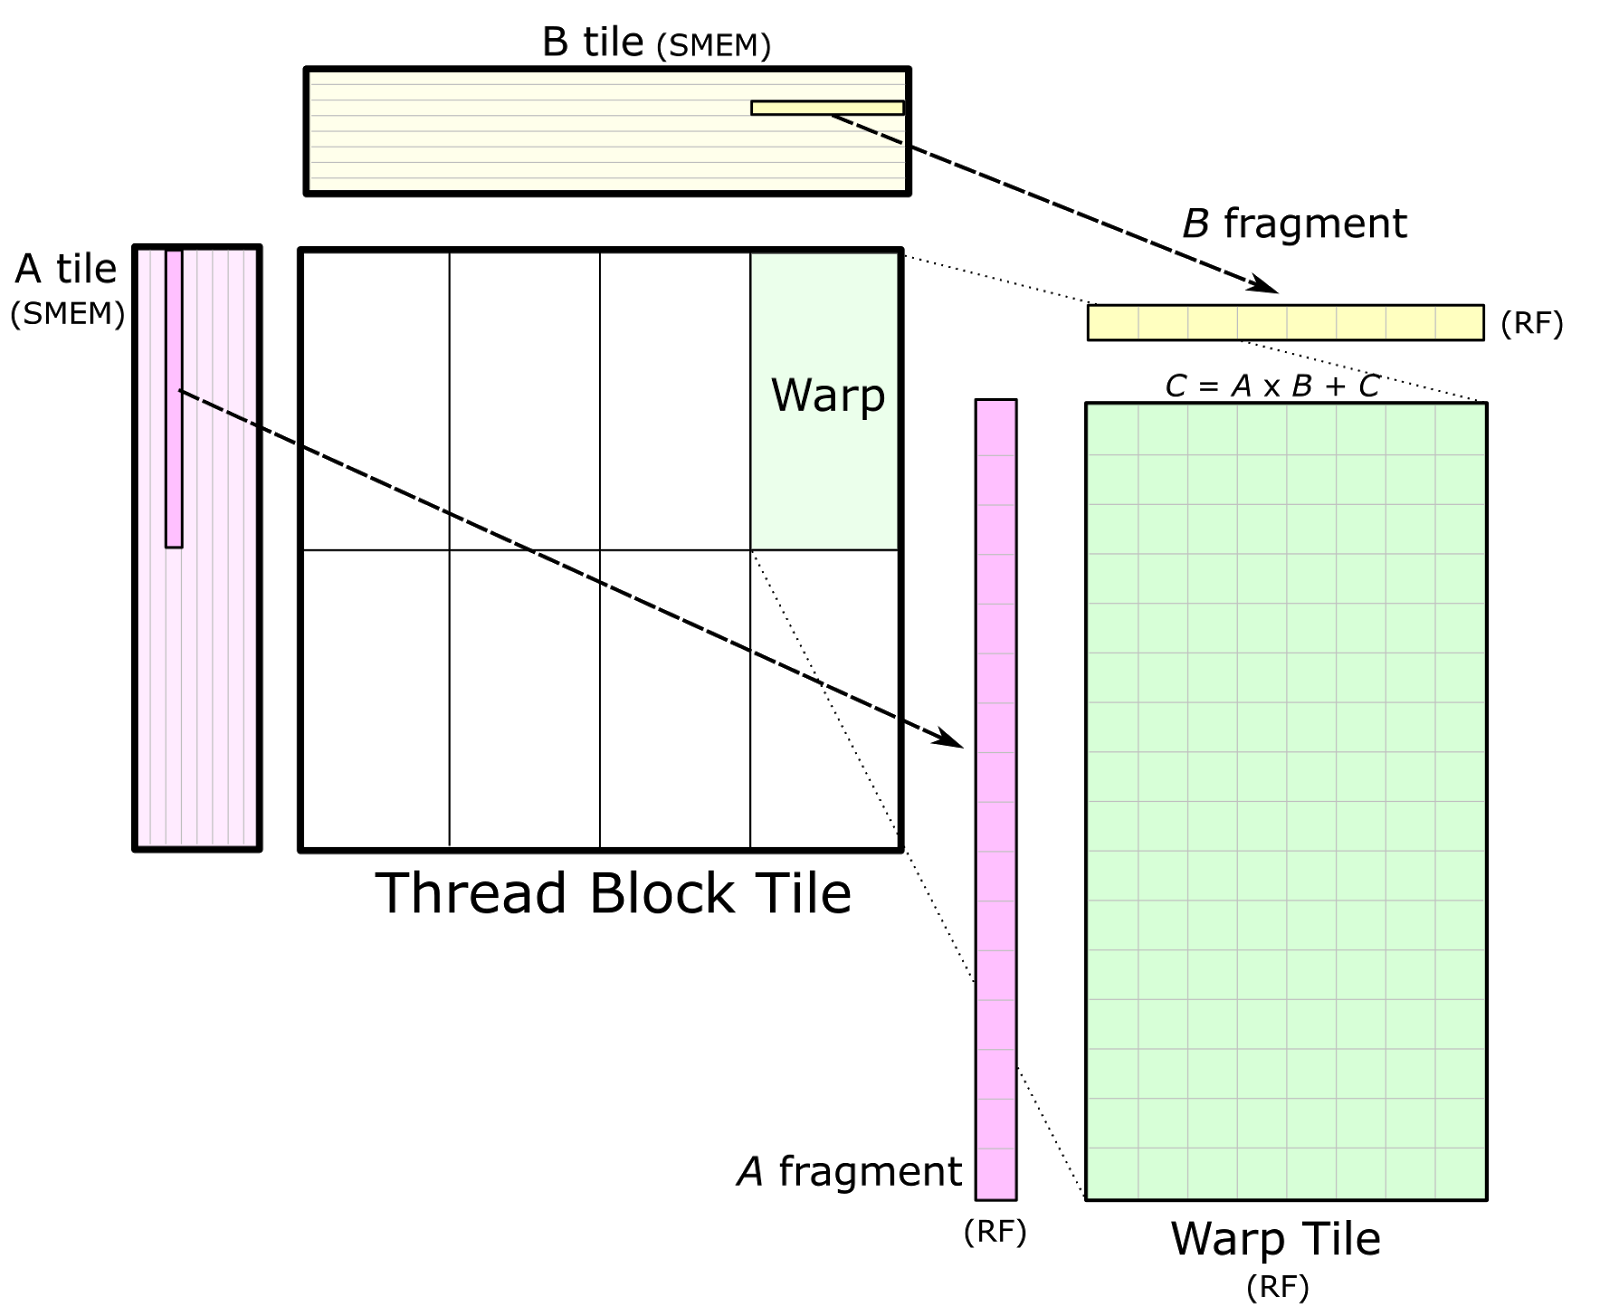 B tile (SMEM)
B fragment
A tile
(SMEM)
(RF)
C = A x B + C
Warp
Thread Block Tile
A fragment
(RF)
Warp Tile
(RF)